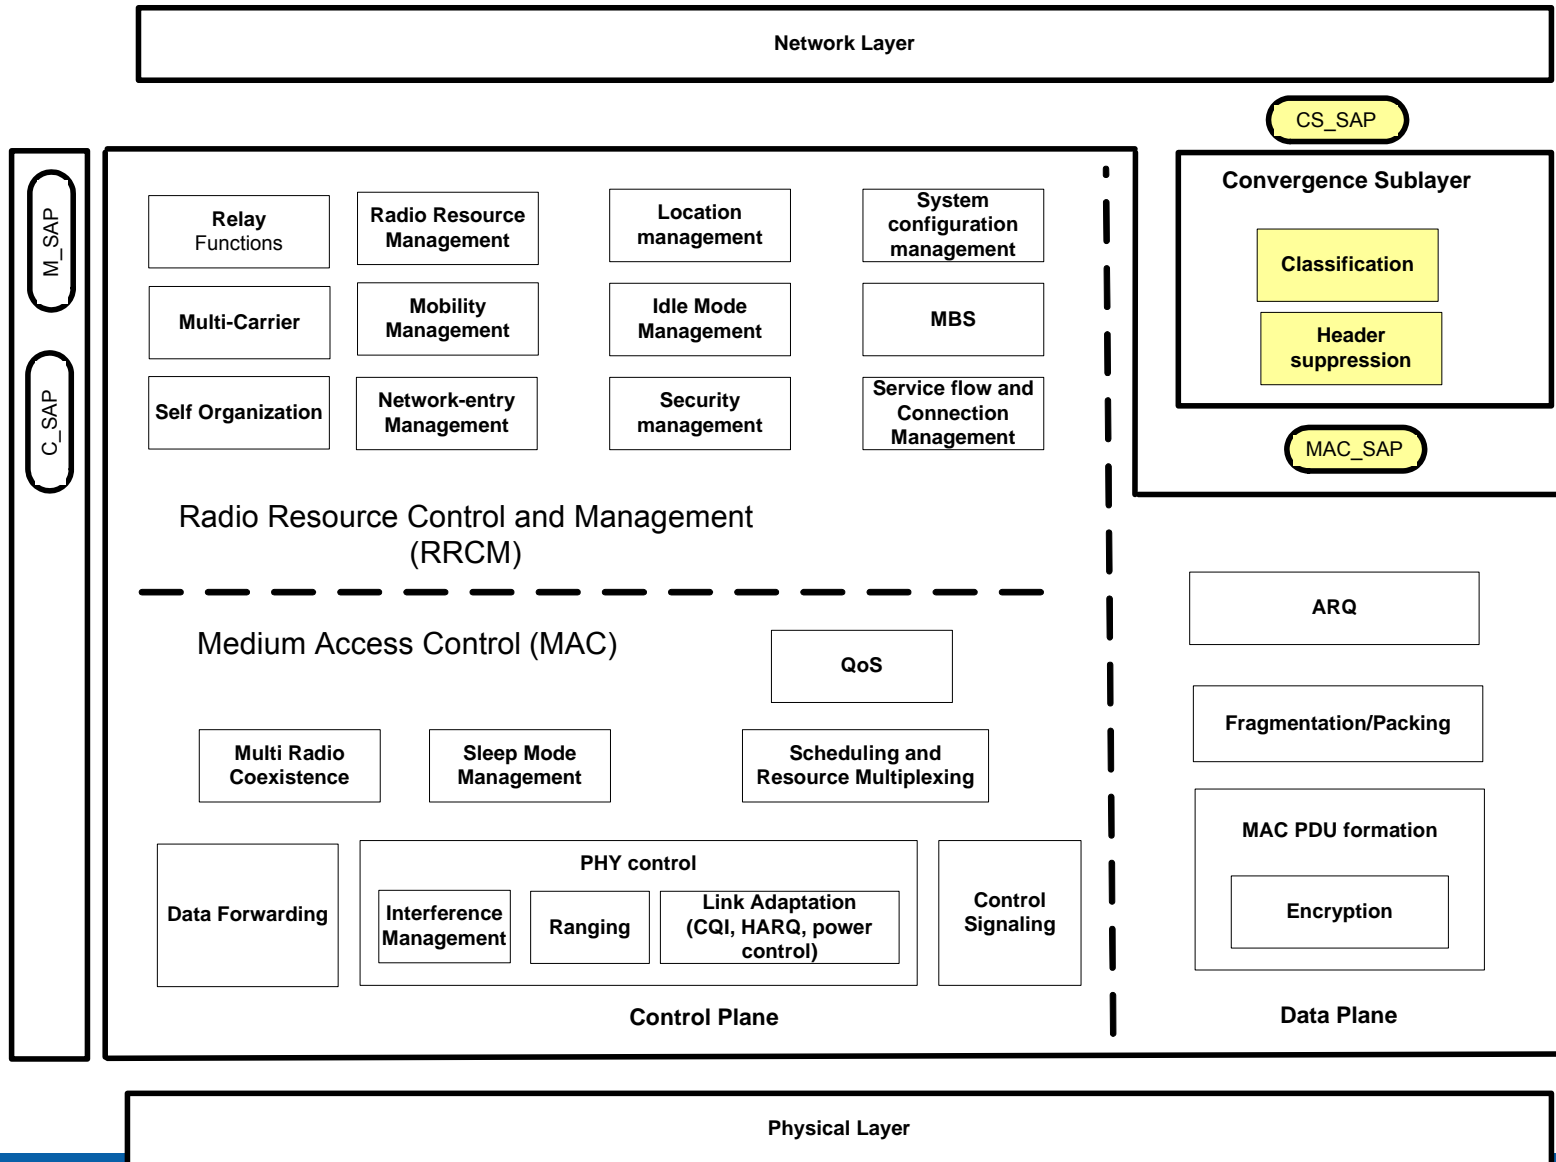 Network Layer
CS_SAP
M_SAP
C_SAP
Relay
Functions
Radio Resource
Management
Location
management
System
configuration
management
Multi-Carrier
Mobility
Management
Idle Mode
Management
MBS
Self Organization
Network-entry
Management
Security
management
Service flow and
Connection
Management
Convergence Sublayer
Classification
Header
suppression
MAC_SAP
Radio Resource Control and Management
(RRCM)
Medium Access Control (MAC)
QoS
Multi Radio
Coexistence
Sleep Mode
Management
Scheduling and
Resource Multiplexing
Data Forwarding
PHY control
Interference
Management
Ranging
Link Adaptation
(CQI, HARQ, power
control)
Control
Signaling
Control Plane
ARQ
Fragmentation/Packing
MAC PDU formation
Encryption
Data Plane
Physical Layer